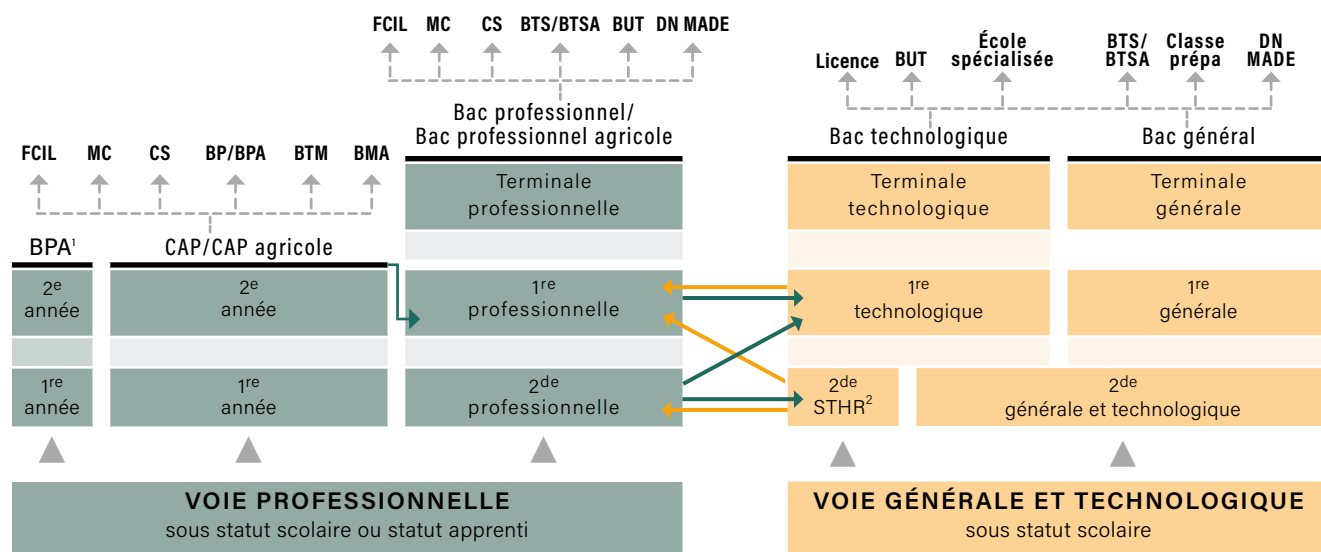 FCIL MC CS BTS/BTSA BUT DN MADE
Licence BUT École spécialisée BTS/ BTSA Classe prépa DN MADE
Bac professionnel/
Bac professionnel agricole
Bac technologique
Bac général
FCIL MC CS BP/BPA BTM BMA
BPA¹
CAP/CAP agricole
Terminale
professionnelle
Terminale
technologique
Terminale
générale
2e
année
2e
année
1re
professionnelle
1re
technologique
1re
générale
1re
année
1re
année
2de
professionnelle
2de
STHR²
2de
générale et technologique
VOIE PROFESSIONNELLE
sous statut scolaire ou statut apprenti
VOIE GÉNÉRALE ET TECHNOLOGIQUE
sous statut scolaire